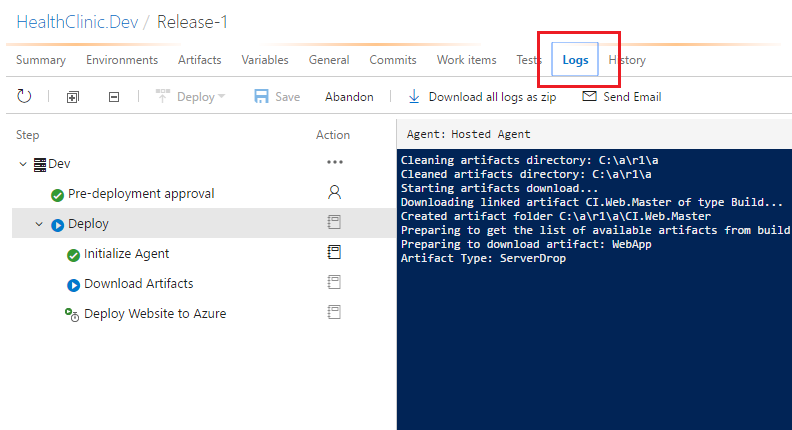 HealthClinic.Dev / Release-1
Summary Environments Artifacts Variables General Commits Work items Tests Logs History
Deploy Save Abandon Download all logs as zip Send Email
Step Action
Agent: Hosted Agent
Dev
Pre-deployment approval
Deploy
Initialize Agent
Download Artifacts
Deploy Website to Azure
Cleaning artifacts directory: C:\a\r1\a
Cleaned artifacts directory: C:\a\r1\a
Starting artifacts download...
Downloading linked artifact CI.Web.Master of type Build...
Created artifact folder C:\a\r1\a\CI.Web.Master
Preparing to get the list of available artifacts from build
Preparing to download artifact: WebApp
Artifact Type: ServerDrop